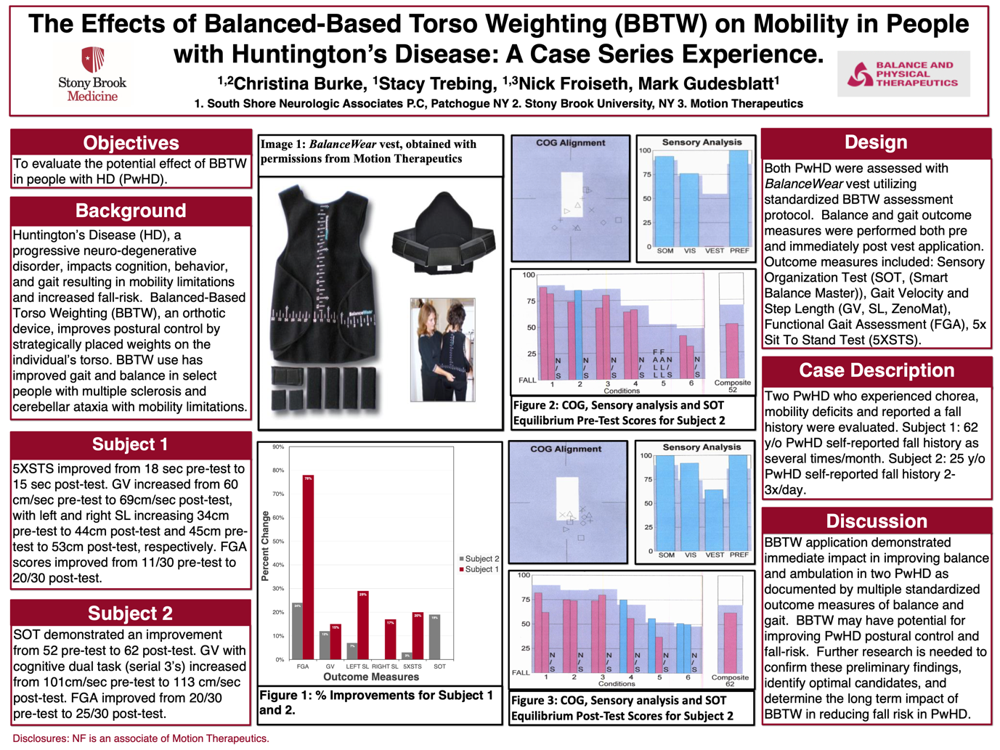 The Effects of Balanced-Based Torso Weighting (BBTW) on Mobility in People
with Huntington's Disease: A Case Series Experience.
1,2Christina Burke, 1Stacy Trebing, 1,3Nick Froiseth, Mark Gudesblatt1
1. South Shore Neurologic Associates P.C, Patchogue NY 2. Stony Brook University, NY 3. Motion Therapeutics
Stony Brook
Medicine
BALANCE AND
PHYSICAL
THERAPEUTICS
Objectives
To evaluate the potential effect of BBTW
in people with HD (PwHD).
Background
Huntington's Disease (HD), a
progressive neuro-degenerative
disorder, impacts cognition, behavior,
and gait resulting in mobility limitations
and increased fall-risk. Balanced-Based
Torso Weighting (BBTW), an orthotic
device, improves postural control by
strategically placed weights on the
individual's torso. BBTW use has
improved gait and balance in select
people with multiple sclerosis and
cerebellar ataxia with mobility limitations.
Subject 1
5XSTS improved from 18 sec pre-test to
15 sec post-test. GV increased from 60
cm/sec pre-test to 69cm/sec post-test,
with left and right SL increasing 34cm
pre-test to 44cm post-test and 45cm pre-
test to 53cm post-test, respectively. FGA
scores improved from 11/30 pre-test to
20/30 post-test.
Subject 2
SOT demonstrated an improvement
from 52 pre-test to 62 post-test. GV with
cognitive dual task (serial 3's) increased
from 101cm/sec pre-test to 113 cm/sec
post-test. FGA improved from 20/30
pre-test to 25/30 post-test.
Disclosures: NF is an associate of Motion Therapeutics.
Image 1: BalanceWear vest, obtained with
permissions from Motion Therapeutics
BalanceWear
90%
80%
70%
60%
50%
40%
30%
20%
10%
0%
Percent Change
24%
78%
12%
15%
7%
29%
17%
3%
20%
19%
FGA GV LEFT SL RIGHT SL 5XSTS SOT
Outcome Measures
Subject 2
Subject 1
Figure 1: % Improvements for Subject 1
and 2.
COG Alignment
Sensory Analysis
100
75
50
25
0
SOM VIS VEST PREF
100
75
50
25
FALL
N/S N/S N/S N/S FALL FALL N/S N/S
1 2 3 4 5 6
Conditions
Composite
52
Figure 2: COG, Sensory analysis and SOT
Equilibrium Pre-Test Scores for Subject 2
COG Alignment
Sensory Analysis
100
75
50
25
0
SOM VIS VEST PREF
100
75
50
25
FALL
N/S N/S N/S N/S N/S N/S
1 2 3 4 5 6
Conditions
Composite
62
Figure 3: COG, Sensory analysis and SOT
Equilibrium Post-Test Scores for Subject 2
Design
Both PwHD were assessed with
BalanceWear vest utilizing
standardized BBTW assessment
protocol. Balance and gait outcome
measures were performed both pre
and immediately post vest application.
Outcome measures included: Sensory
Organization Test (SOT, (Smart
Balance Master)), Gait Velocity and
Step Length (GV, SL, ZenoMat),
Functional Gait Assessment (FGA), 5x
Sit To Stand Test (5XSTS).
Case Description
Two PwHD who experienced chorea,
mobility deficits and reported a fall
history were evaluated. Subject 1: 62
y/o PwHD self-reported fall history as
several times/month. Subject 2: 25 y/o
PwHD self-reported fall history 2-
3x/day.
Discussion
BBTW application demonstrated
immediate impact in improving balance
and ambulation in two PwHD as
documented by multiple standardized
outcome measures of balance and
gait. BBTW may have potential for
improving PwHD postural control and
fall-risk. Further research is needed to
confirm these preliminary findings,
identify optimal candidates, and
determine the long term impact of
BBTW in reducing fall risk in PwHD.